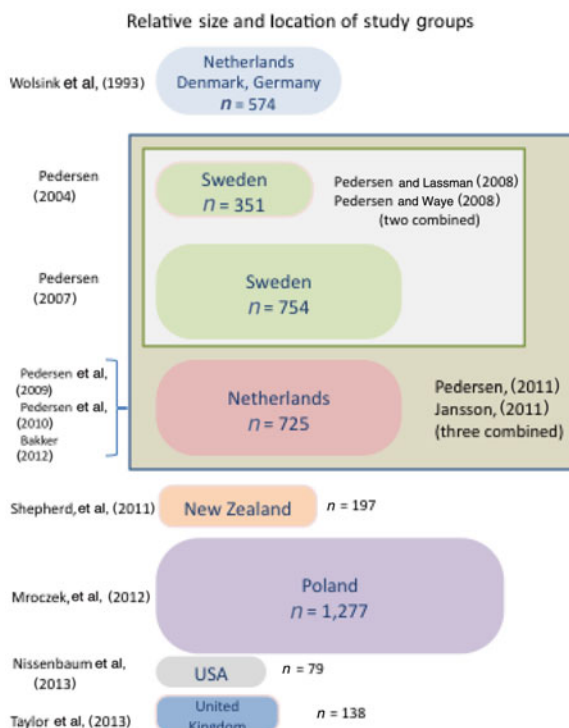 Relative size and location of study groups
Wolsink et al, (1993)
Netherlands
Denmark, Germany
n = 574
Pedersen
(2004)
Sweden
n = 351
Pedersen and Lassman (2008)
Pedersen and Waye (2008)
(two combined)
Pedersen
(2007)
Sweden
n = 754
Pedersen et al,
(2009)
Pedersen et al,
(2010)
Bakker
(2012)
Netherlands
n = 725
Pedersen, (2011)
Jansson, (2011)
(three combined)
Shepherd, et al, (2011)
New Zealand
n = 197
Mroczek, et al, (2012)
Poland
n = 1,277
Nissenbaum et al,
(2013)
USA
n = 79
Taylor et al, (2013)
United
Kingdom
n = 138